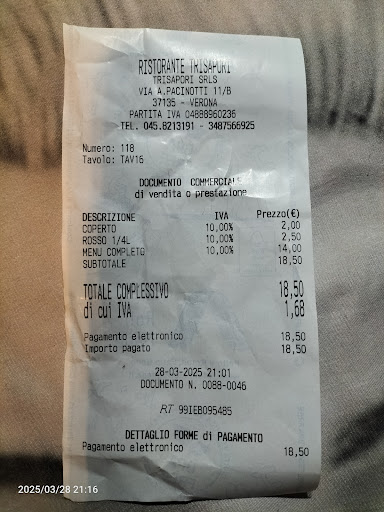 RISTORANTE TRISAPORI
TRISAPORI SRLS
VIA A.PACINOTTI 11/B
37135 - VERONA
PARTITA IVA 04888960236
TEL. 045.8213191 - 3487566925
Numero: 118
Tavolo: TAV16
DOCUMENTO COMMERCIALE
di vendita o prestazione
DESCRIZIONE IVA Prezzo(€)
COPERTO 10,00% 2,00
ROSSO 1/4L 10,00% 2,50
MENU COMPLETO 10,00% 14,00
SUBTOTALE 18,50
TOTALE COMPLESSIVO 18,50
di cui IVA 1,68
Pagamento elettronico 18,50
Importo pagato 18,50
28-03-2025 21:01
DOCUMENTO N. 0088-0046
RT 99IEB095485
DETTAGLIO FORME di PAGAMENTO
Pagamento elettronico 18,50
2025/03/28 21:16